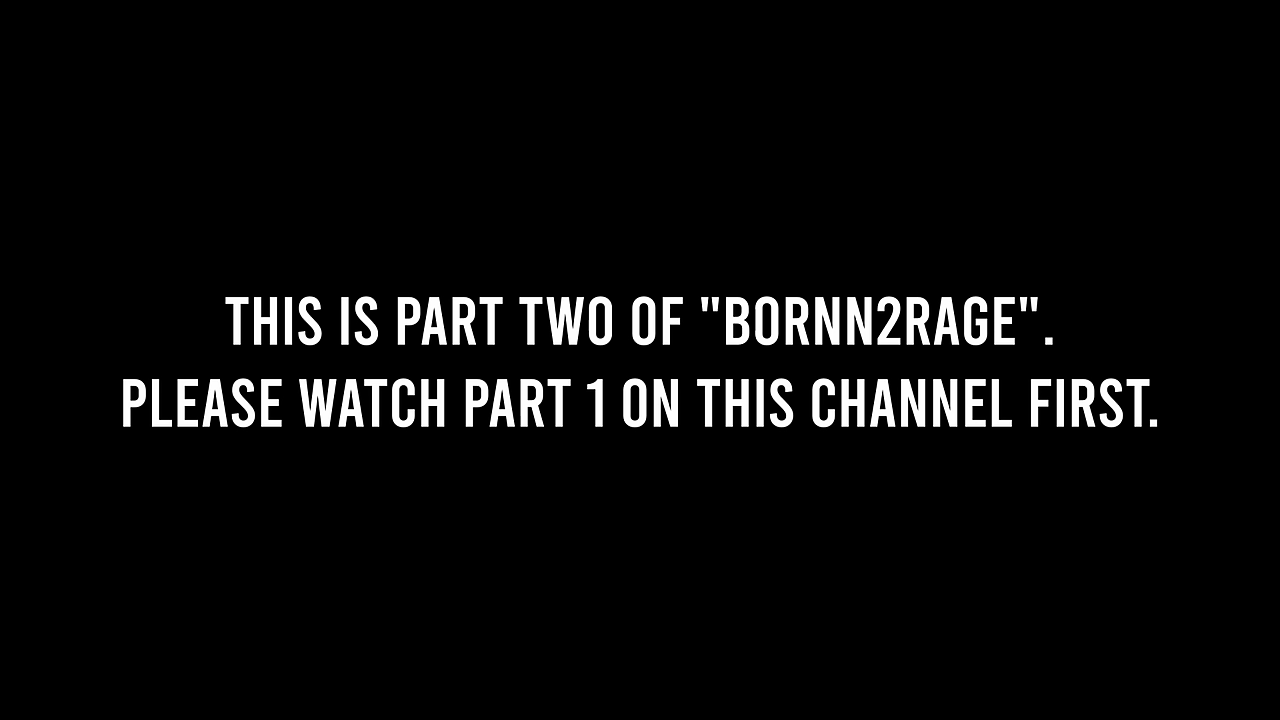 THIS IS PART TWO OF "BORNN2RAGE".
PLEASE WATCH PART 1 ON THIS CHANNEL FIRST.